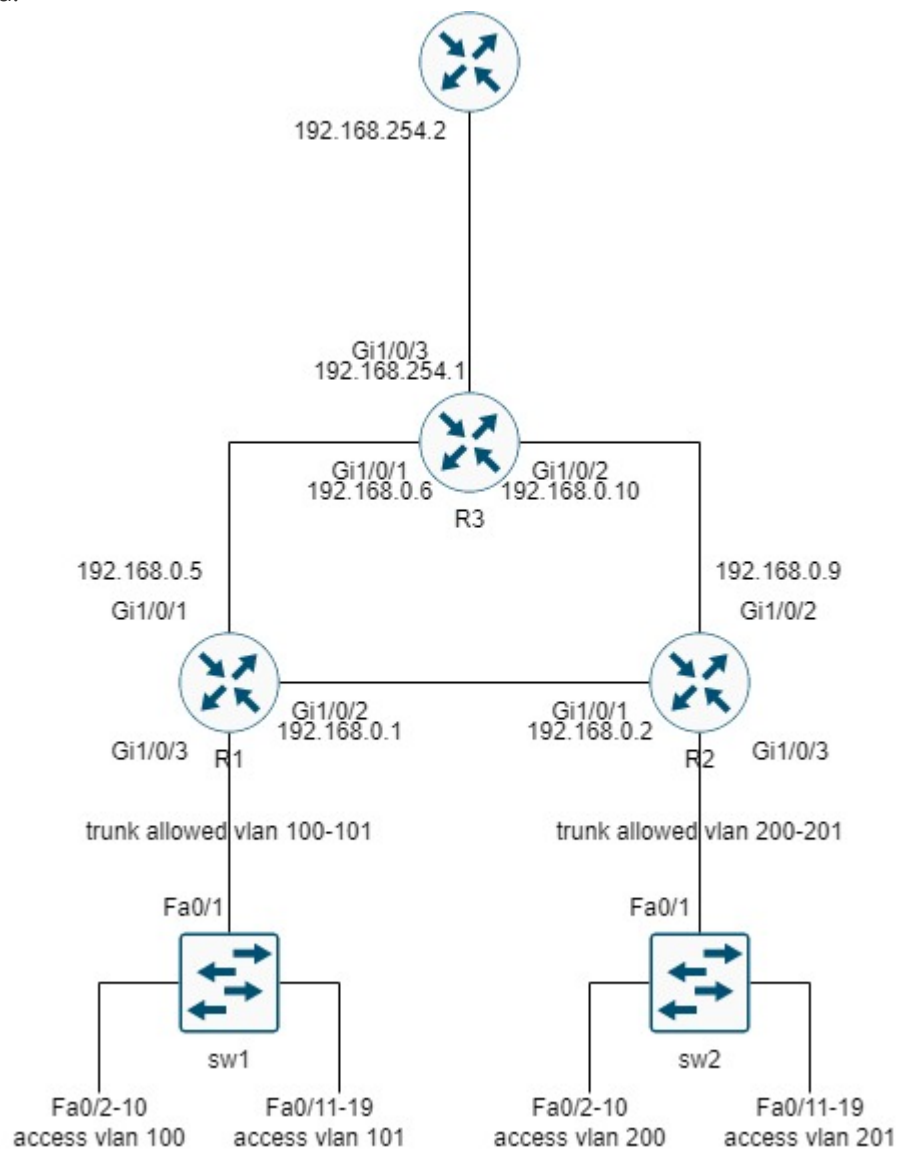 192.168.254.2
Gi1/0/3
192.168.254.1
Gi1/0/1
192.168.0.6
Gi1/0/2
192.168.0.10
R3
192.168.0.5
Gi1/0/1
192.168.0.9
Gi1/0/2
Gi1/0/2
192.168.0.1
Gi1/0/1
192.168.0.2
Gi1/0/3
R1
R2
Gi1/0/3
trunk allowed vlan 100-101
trunk allowed vlan 200-201
Fa0/1
Fa0/1
sw1
sw2
Fa0/2-10
access vlan 100
Fa0/11-19
access vlan 101
Fa0/2-10
access vlan 200
Fa0/11-19
access vlan 201